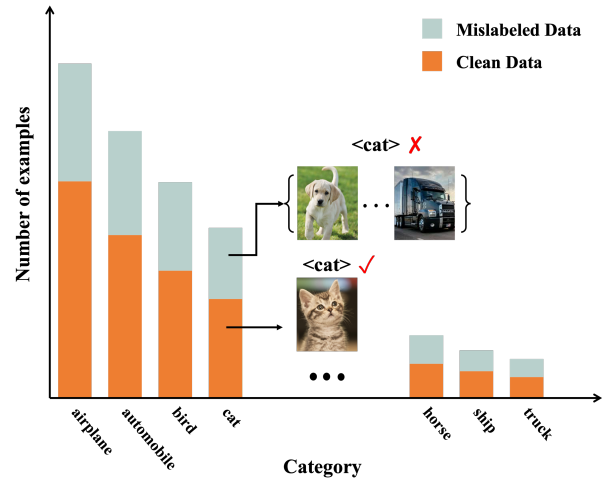 Mislabeled Data
Clean Data
Number of examples
<cat> ✗
<cat> ✓
airplane
automobile
bird
cat
horse
ship
truck
Category